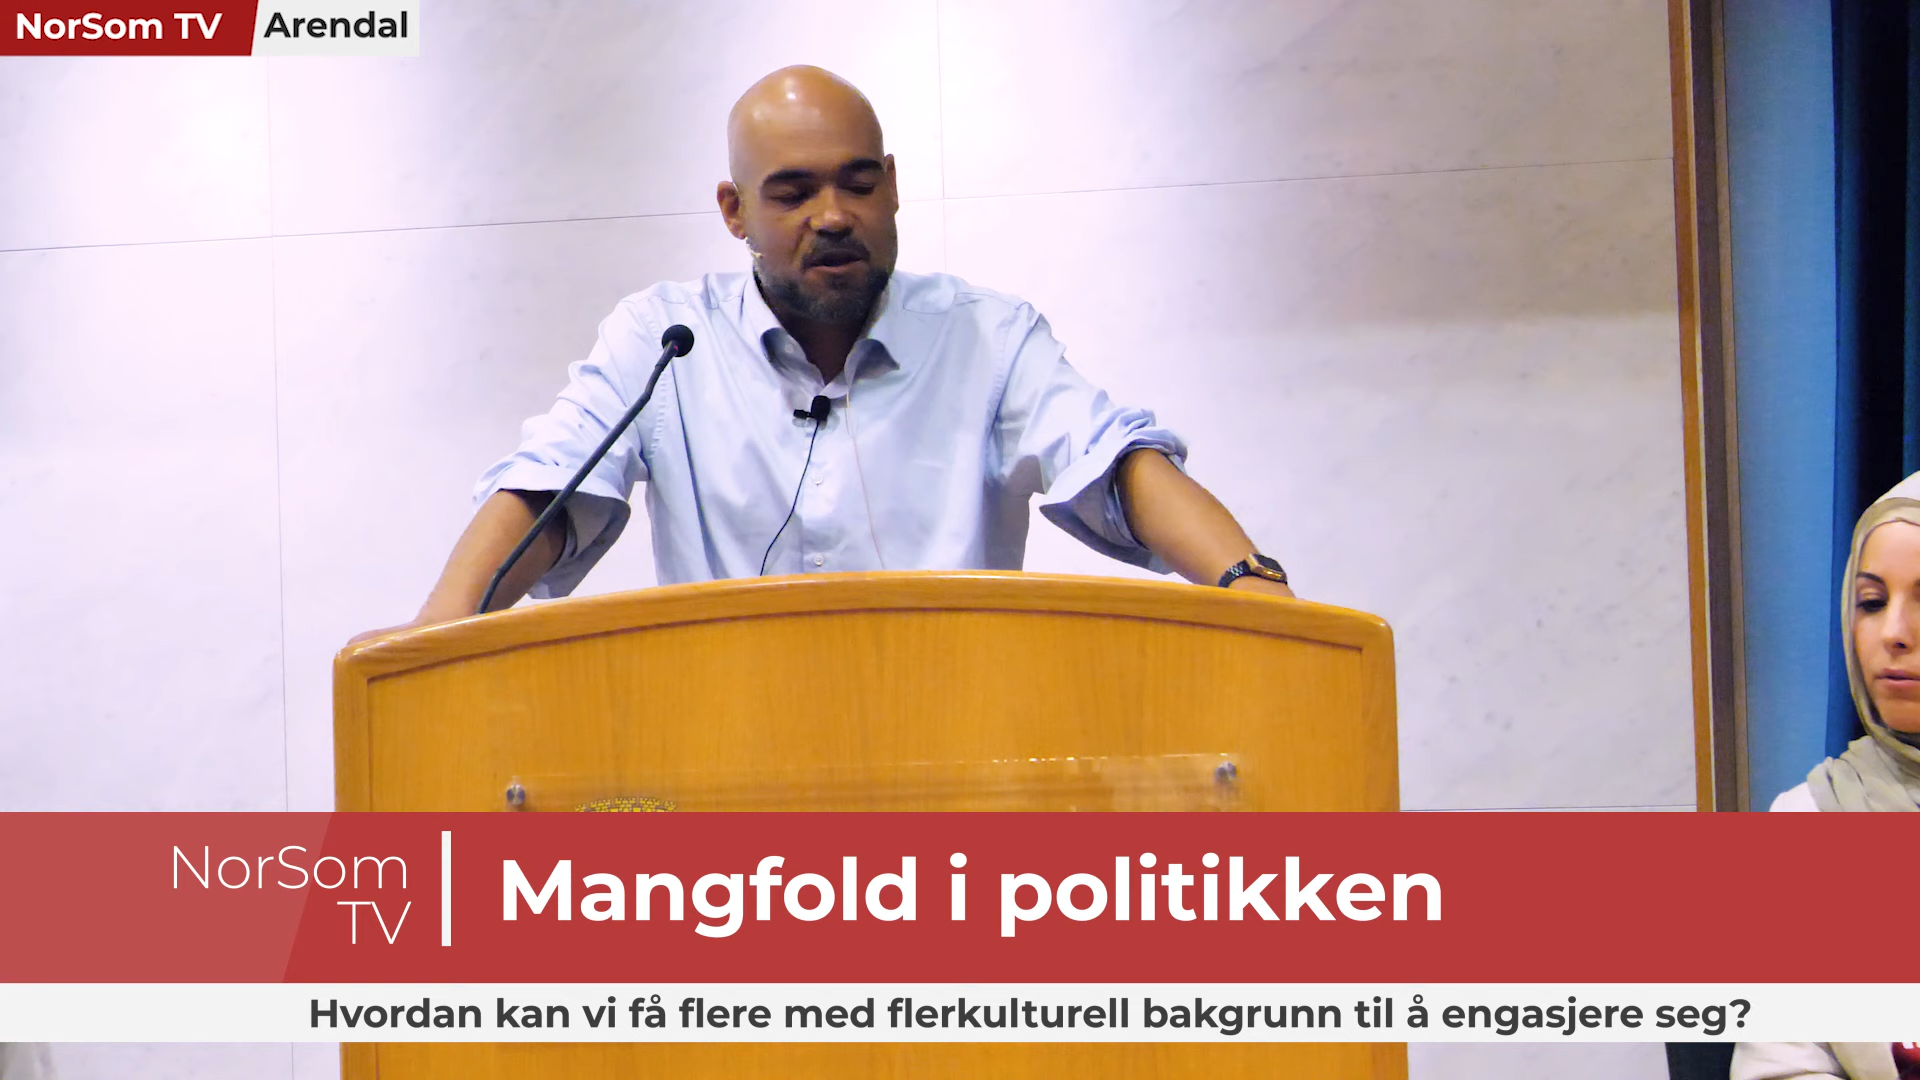 NorSom TV Arendal
NorSom
TV
Mangfold i politikken
Hvordan kan vi få flere med flerkulturell bakgrunn til å engasjere seg?